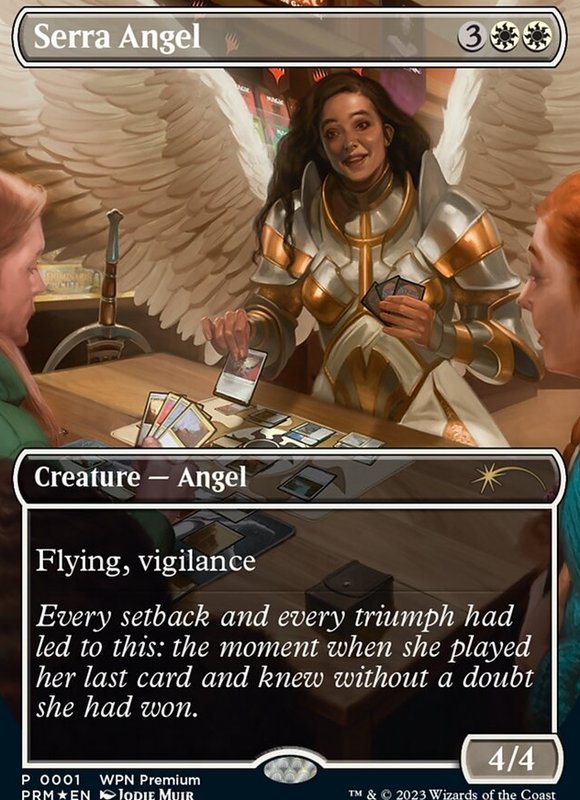 Serra Angel 3
Creature — Angel
Flying, vigilance
Every setback and every triumph had
led to this: the moment when she played
her last card and knew without a doubt
she had won.
4/4
P 0001 WPN Premium
PRM★EN Jodie Muir
™ & © 2023 Wizards of the Coast